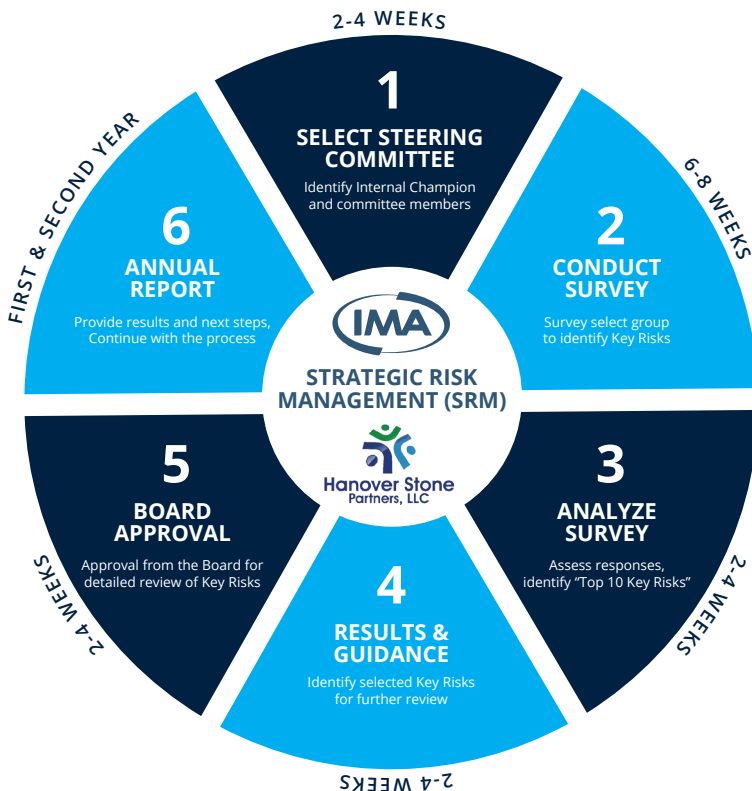 2-4 WEEKS
1
SELECT STEERING
COMMITTEE
Identify Internal Champion
and committee members
6-8 WEEKS
2
CONDUCT
SURVEY
Survey select group
to identify Key Risks
2-4 WEEKS
3
ANALYZE
SURVEY
Assess responses,
identify “Top 10 Key Risks”
2-4 WEEKS
4
RESULTS &
GUIDANCE
Identify selected Key Risks
for further review
2-4 WEEKS
5
BOARD
APPROVAL
Approval from the Board for
detailed review of Key Risks
FIRST & SECOND YEAR
6
ANNUAL
REPORT
Provide results and next steps,
Continue with the process
IMA
STRATEGIC RISK
MANAGEMENT (SRM)
Hanover Stone
Partners, LLC